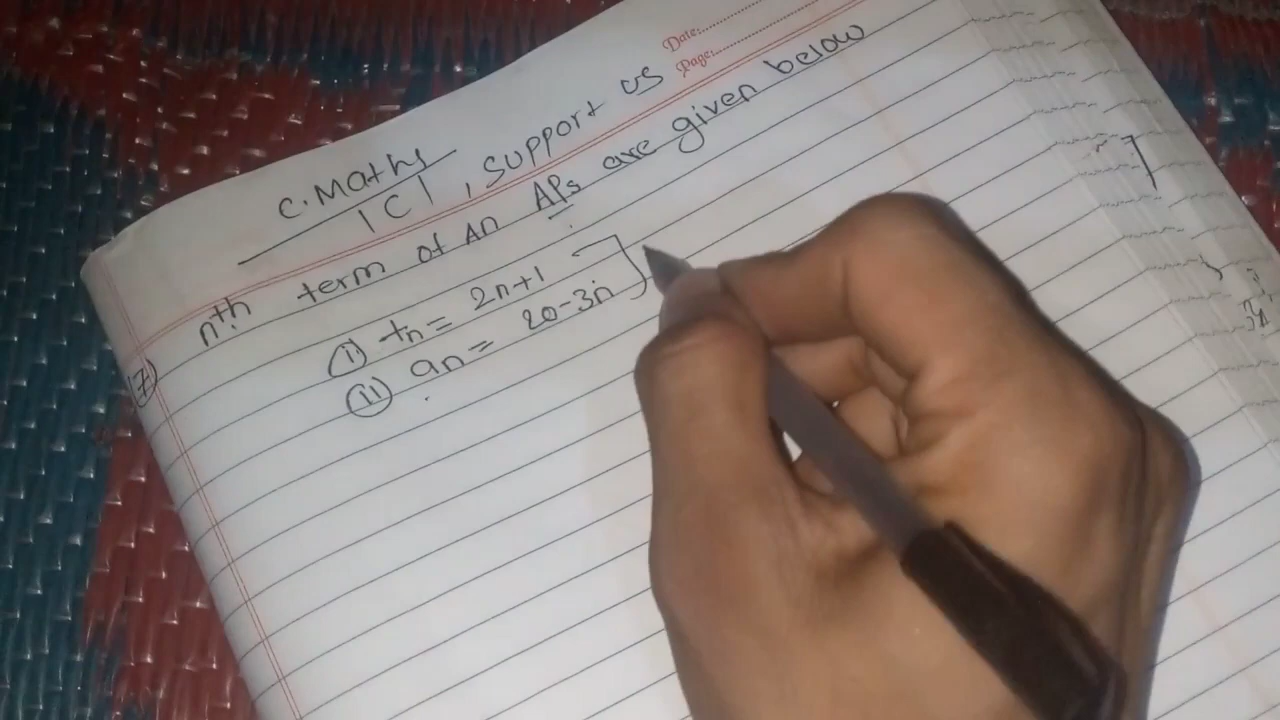 Date:
Page:
C. Maths
1C1, support us
(7) nth term of An APs are given below
(i) tn = 2n+1
(ii) an = 20-3n